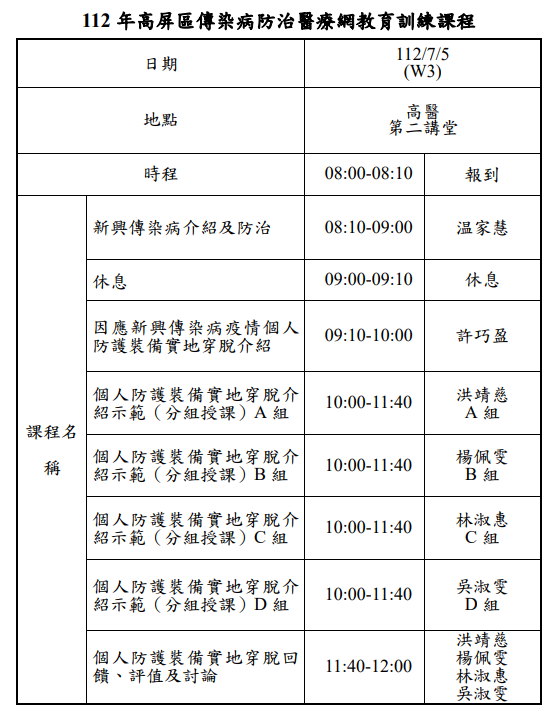 112 年高屏區傳染病防治醫療網教育訓練課程
日期
112/7/5
(W3)
地點
高醫
第二講堂
時程
08:00-08:10
報到
課程名
稱
新興傳染病介紹及防治
08:10-09:00
温家慧
休息
09:00-09:10
休息
因應新興傳染病疫情個人
防護裝備實地穿脫介紹
09:10-10:00
許巧盈
個人防護裝備實地穿脫介
紹示範（分組授課）A 組
10:00-11:40
洪靖慈
A 組
個人防護裝備實地穿脫介
紹示範（分組授課）B 組
10:00-11:40
楊佩雯
B 組
個人防護裝備實地穿脫介
紹示範（分組授課）C 組
10:00-11:40
林淑惠
C 組
個人防護裝備實地穿脫介
紹示範（分組授課）D 組
10:00-11:40
吳淑雯
D 組
個人防護裝備實地穿脫回
饋、評值及討論
11:40-12:00
洪靖慈
楊佩雯
林淑惠
吳淑雯